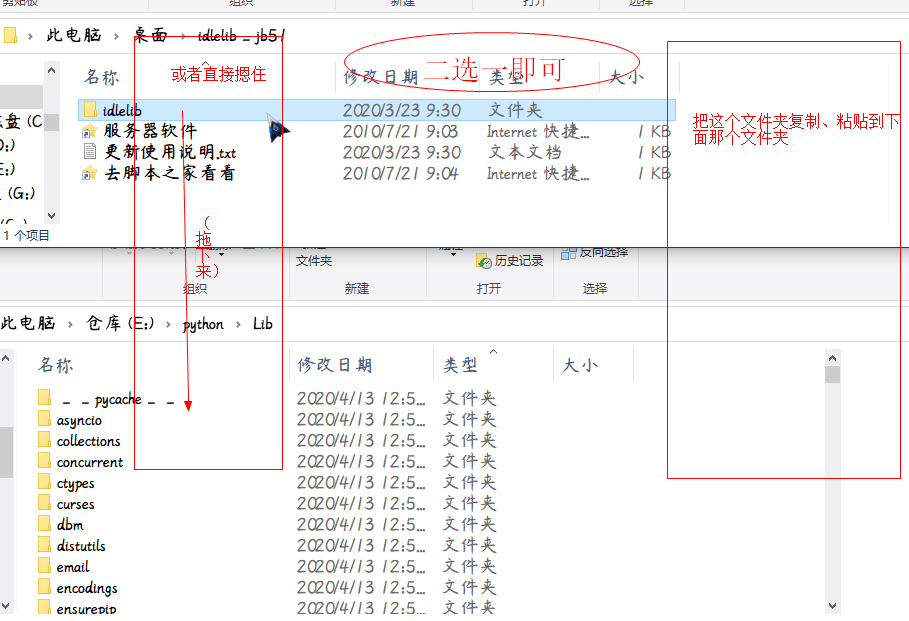 组织
新建
打开
选择
此电脑 › 桌面 › idlelib _ jb51
名称
修改日期
类型
大小
或者直接摁住
二选一即可
idlelib 2020/3/23 9:30 文件夹
服务器软件 2010/7/21 9:03 Internet 快捷... 1 KB
更新使用说明.txt 2020/3/23 9:30 文本文档 1 KB
去脚本之家看看 2010/7/21 9:04 Internet 快捷... 1 KB
把这个文件夹复制、粘贴到下
面那个文件夹
(C
:)
E:)
(G:)
1 个项目
(
拖
下
来)
文件夹
历史记录
反向选择
组织
新建
打开
选择
此电脑 › 仓库 (E:) › python › Lib
名称
修改日期
类型
大小
_ _ pycache _ _ 2020/4/13 12:5... 文件夹
asyncio 2020/4/13 12:5... 文件夹
collections 2020/4/13 12:5... 文件夹
concurrent 2020/4/13 12:5... 文件夹
ctypes 2020/4/13 12:5... 文件夹
curses 2020/4/13 12:5... 文件夹
dbm 2020/4/13 12:5... 文件夹
distutils 2020/4/13 12:5... 文件夹
email 2020/4/13 12:5... 文件夹
encodings 2020/4/13 12:5... 文件夹
ensurepip 2020/4/13 12:5... 文件夹